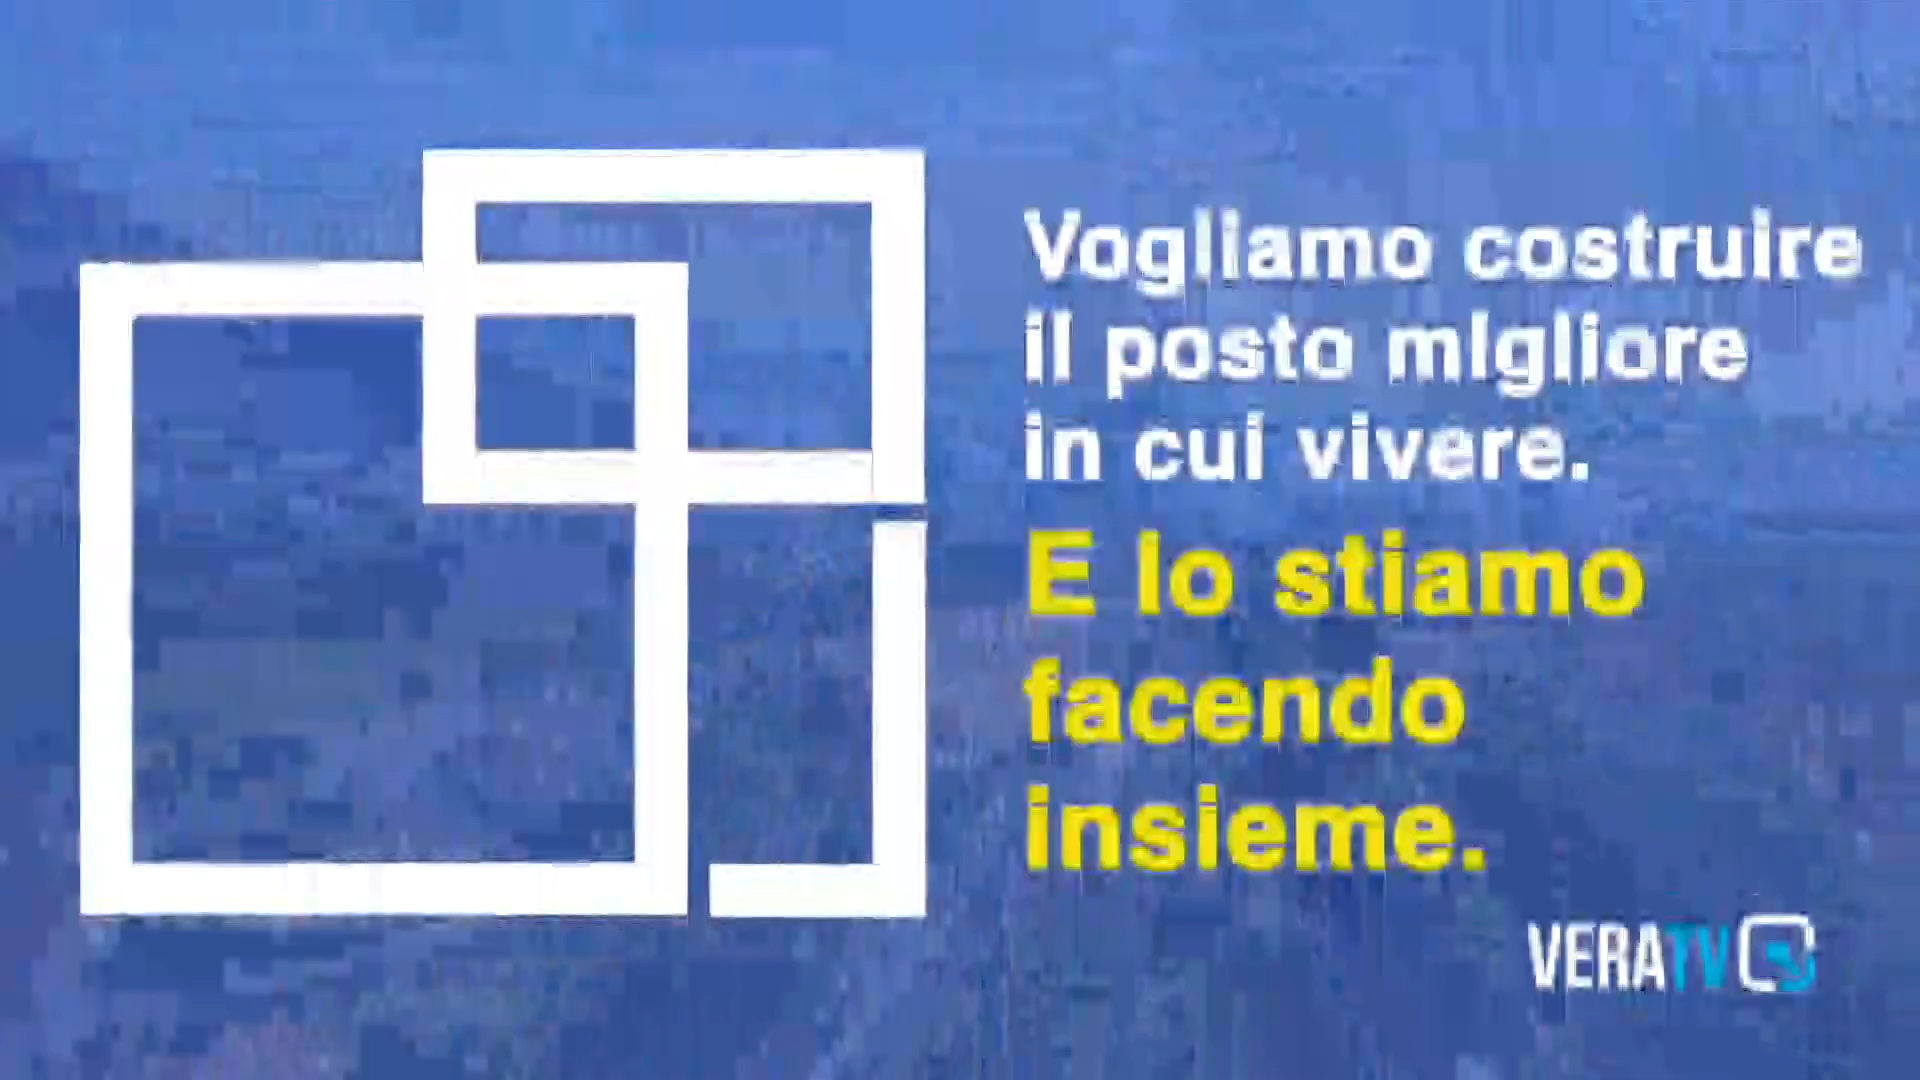 Vogliamo costruire
il posto migliore
in cui vivere.
E lo stiamo
facendo
insieme.
VERATV